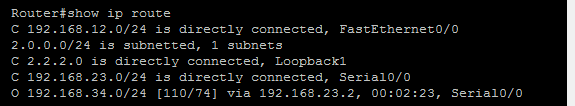 Router#show ip route
C 192.168.12.0/24 is directly connected, FastEthernet0/0
2.0.0.0/24 is subnetted, 1 subnets
C 2.2.2.0 is directly connected, Loopback1
C 192.168.23.0/24 is directly connected, Serial0/0
O 192.168.34.0/24 [110/74] via 192.168.23.2, 00:02:23, Serial0/0